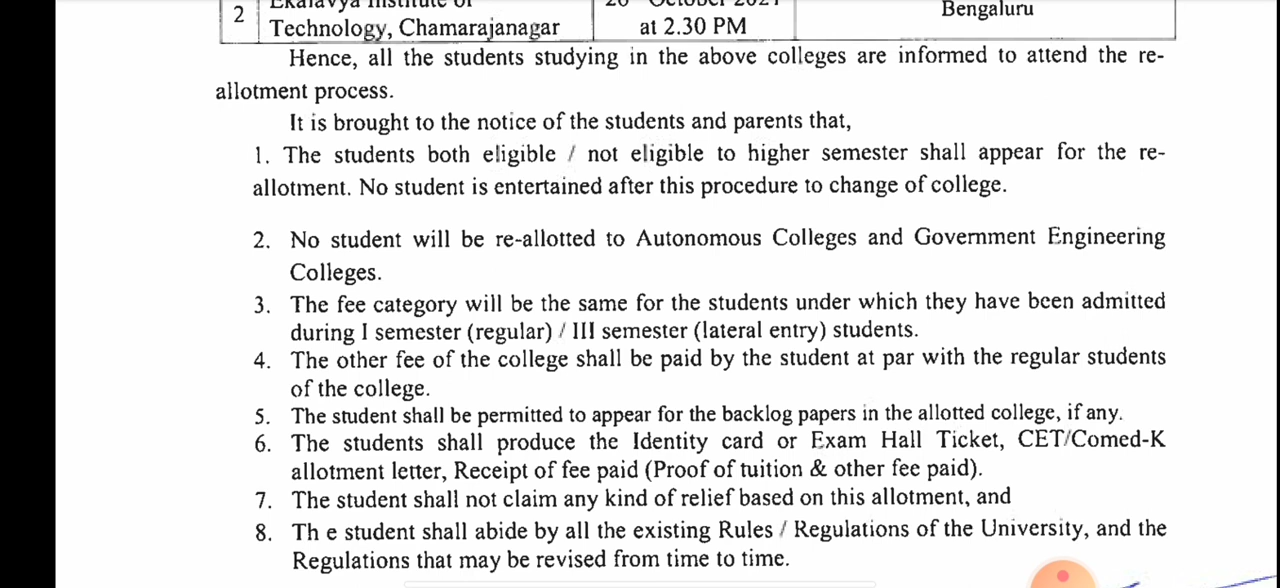 2
Technology, Chamarajanagar
at 2.30 PM
Bengaluru
Hence, all the students studying in the above colleges are informed to attend the re-
allotment process.
It is brought to the notice of the students and parents that,
1. The students both eligible / not eligible to higher semester shall appear for the re-
allotment. No student is entertained after this procedure to change of college.
2. No student will be re-allotted to Autonomous Colleges and Government Engineering
Colleges.
3. The fee category will be the same for the students under which they have been admitted
during I semester (regular) / III semester (lateral entry) students.
4. The other fee of the college shall be paid by the student at par with the regular students
of the college.
5. The student shall be permitted to appear for the backlog papers in the allotted college, if any.
6. The students shall produce the Identity card or Exam Hall Ticket, CET/Comed-K
allotment letter, Receipt of fee paid (Proof of tuition & other fee paid).
7. The student shall not claim any kind of relief based on this allotment, and
8. Th e student shall abide by all the existing Rules / Regulations of the University, and the
Regulations that may be revised from time to time.